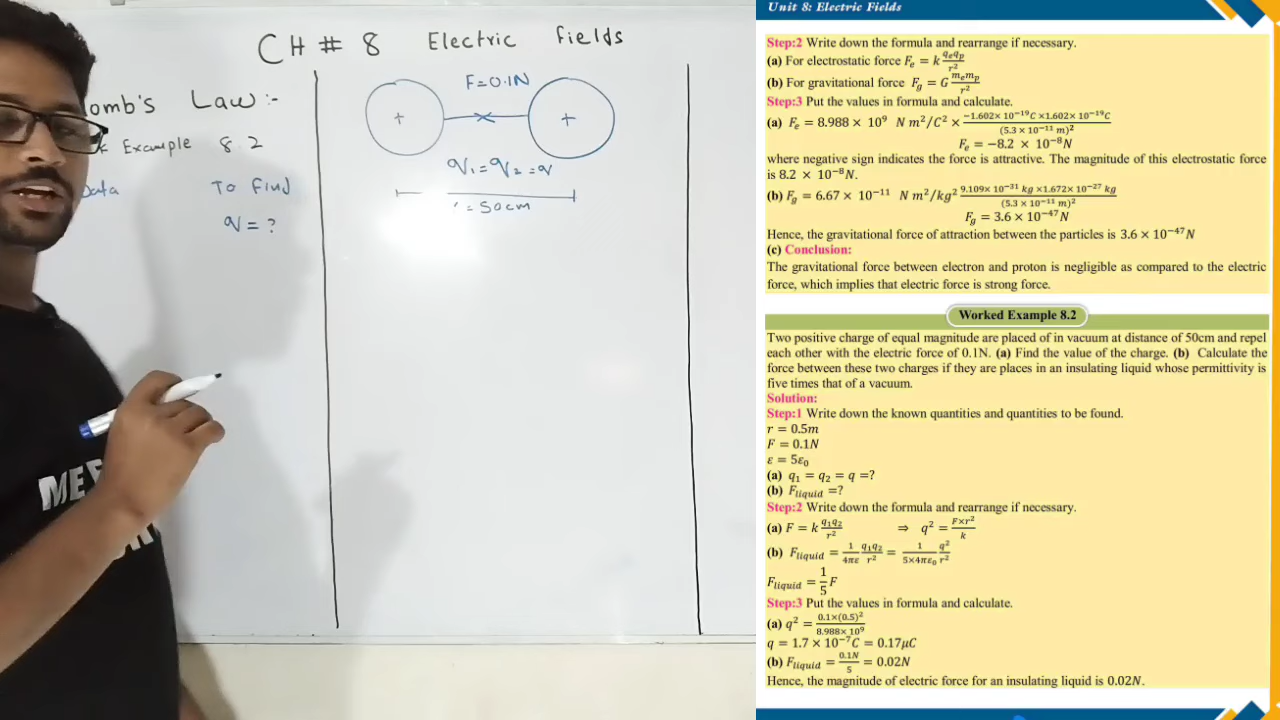 CH # 8 Electric fields
omb's Law :-
Example 8.2
Data To find
q = ?
F=0.1N
+ +
q₁=q₂=q
r = 50cm
MEE
Unit 8: Electric Fields
Step:2 Write down the formula and rearrange if necessary.
(a) For electrostatic force Fₑ = k qₑqₚ/r²
(b) For gravitational force F_g = G mₑmₚ/r²
Step:3 Put the values in formula and calculate.
(a) Fₑ = 8.988 × 10⁹ N m²/C² × −1.602× 10⁻¹⁹C ×1.602× 10⁻¹⁹C/(5.3 × 10⁻¹¹ m)²
Fₑ = −8.2 × 10⁻⁸N
where negative sign indicates the force is attractive. The magnitude of this electrostatic force
is 8.2 × 10⁻⁸N.
(b) F_g = 6.67 × 10⁻¹¹ N m²/kg² 9.109× 10⁻³¹ kg ×1.672× 10⁻²⁷ kg/(5.3 × 10⁻¹¹ m)²
F_g = 3.6 × 10⁻⁴⁷N
Hence, the gravitational force of attraction between the particles is 3.6 × 10⁻⁴⁷N
(c) Conclusion:
The gravitational force between electron and proton is negligible as compared to the electric
force, which implies that electric force is strong force.
Worked Example 8.2
Two positive charge of equal magnitude are placed of in vacuum at distance of 50cm and repel
each other with the electric force of 0.1N. (a) Find the value of the charge. (b) Calculate the
force between these two charges if they are places in an insulating liquid whose permittivity is
five times that of a vacuum.
Solution:
Step:1 Write down the known quantities and quantities to be found.
r = 0.5m
F = 0.1N
ε = 5ε₀
(a) q₁ = q₂ = q =?
(b) F_liquid =?
Step:2 Write down the formula and rearrange if necessary.
(a) F = k q₁q₂/r² ⇒ q² = F×r²/k
(b) F_liquid = 1/4πε q₁q₂/r² = 1/5×4πε₀ q²/r²
F_liquid = 1/5 F
Step:3 Put the values in formula and calculate.
(a) q² = 0.1×(0.5)²/8.988× 10⁹
q = 1.7 × 10⁻⁷C = 0.17μC
(b) F_liquid = 0.1N/5 = 0.02N
Hence, the magnitude of electric force for an insulating liquid is 0.02N.